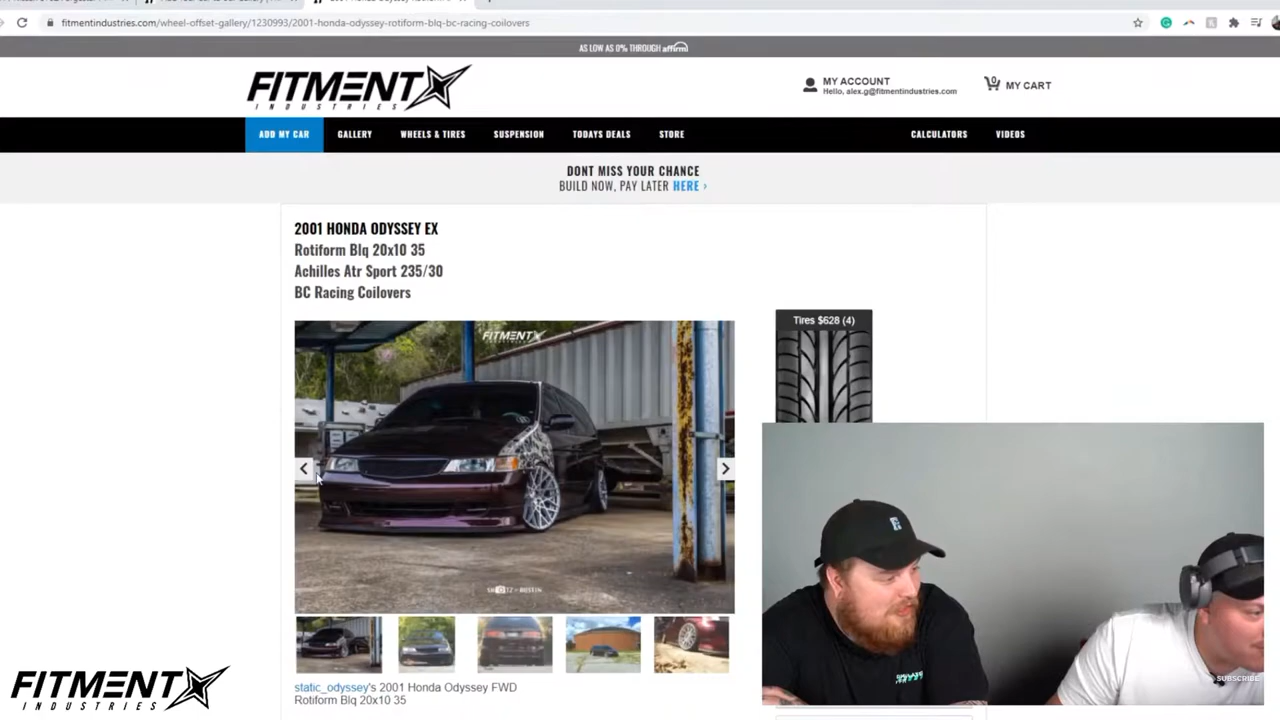 fitmentindustries.com/wheel-offset-gallery/1230993/2001-honda-odyssey-rotiform-blq-bc-racing-coilovers
AS LOW AS 0% THROUGH affirm
FITMENT
INDUSTRIES
MY ACCOUNT
Hello, alex.g@fitmentindustries.com
0
MY CART
ADD MY CAR
GALLERY
WHEELS & TIRES
SUSPENSION
TODAYS DEALS
STORE
CALCULATORS
VIDEOS
DONT MISS YOUR CHANCE
BUILD NOW, PAY LATER HERE ›
2001 HONDA ODYSSEY EX
Rotiform Blq 20x10 35
Achilles Atr Sport 235/30
BC Racing Coilovers
Tires $628 (4)
FITMENT
static_odyssey's 2001 Honda Odyssey FWD
Rotiform Blq 20x10 35
SUBSCRIBE
FITMENT
INDUSTRIES